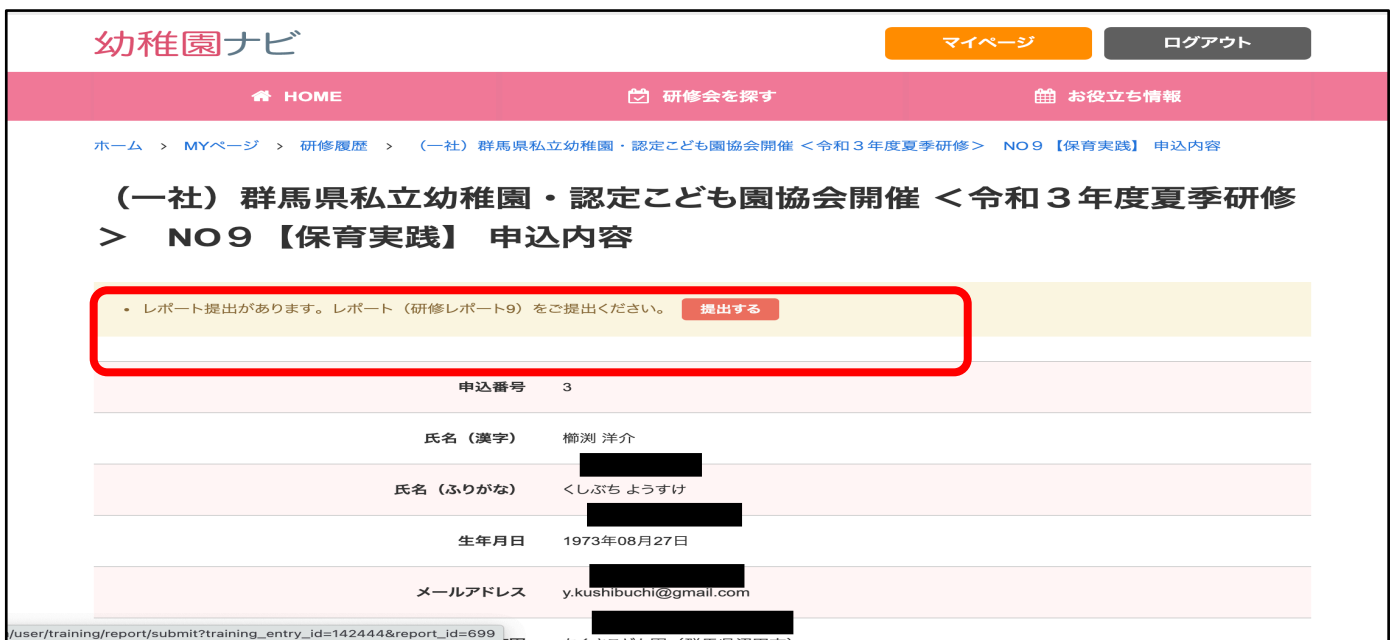 幼稚園ナビ
マイページ ログアウト
HOME 研修会を探す お役立ち情報
ホーム > MYページ > 研修履歴 > （一社）群馬県私立幼稚園・認定こども園協会開催 ＜令和３年度夏季研修＞ NO９【保育実践】 申込内容
（一社）群馬県私立幼稚園・認定こども園協会開催 ＜令和３年度夏季研修
＞ NO９【保育実践】 申込内容
• レポート提出があります。レポート（研修レポート9）をご提出ください。 提出する
申込番号 3
氏名（漢字） 櫛渕 洋介
氏名（ふりがな） くしぶち ようすけ
生年月日 1973年08月27日
メールアドレス y.kushibuchi@gmail.com
/user/training/report/submit?training_entry_id=142444&report_id=699